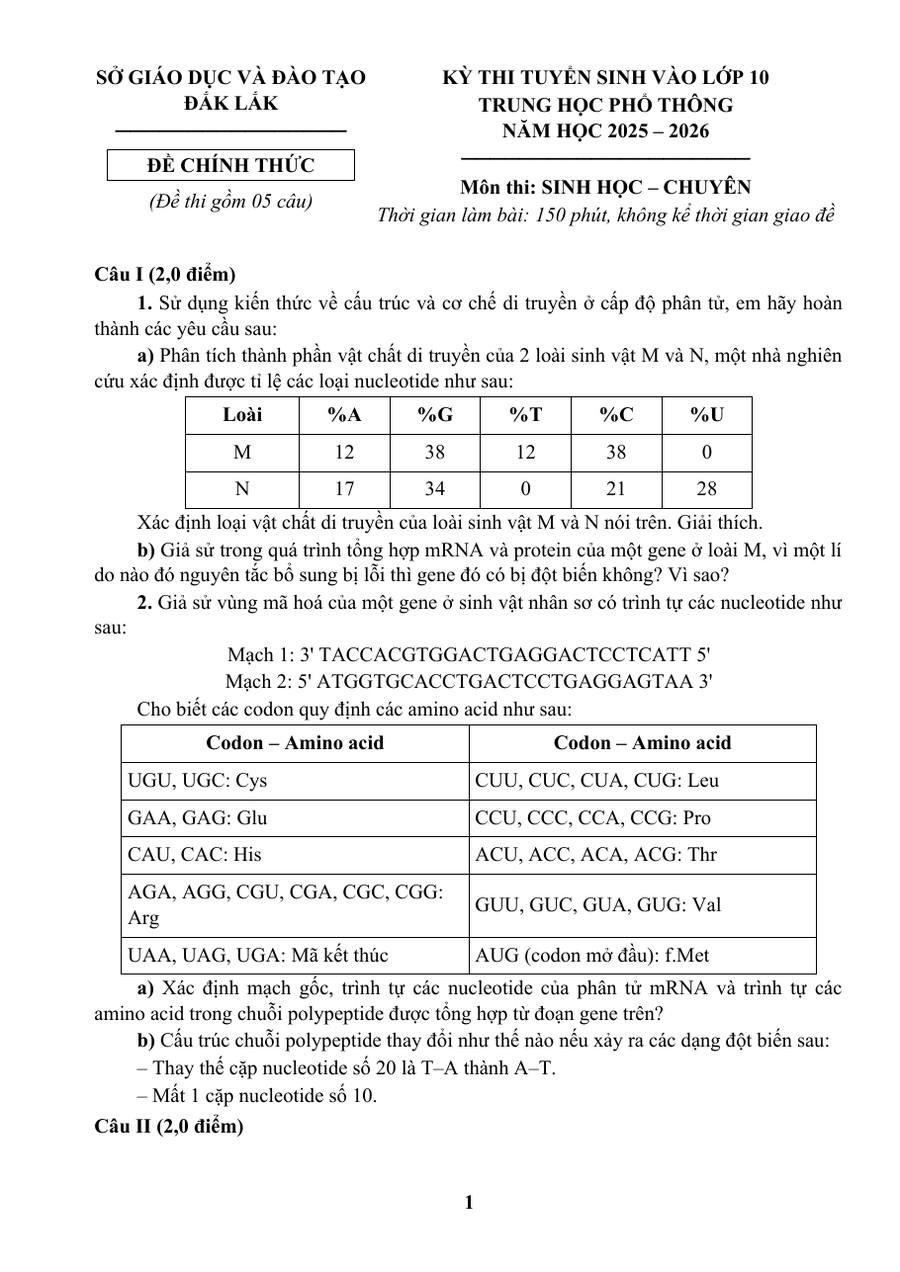 SỞ GIÁO DỤC VÀ ĐÀO TẠO
ĐẮK LẮK
ĐỀ CHÍNH THỨC
(Đề thi gồm 05 câu)
KỲ THI TUYỂN SINH VÀO LỚP 10
TRUNG HỌC PHỔ THÔNG
NĂM HỌC 2025 – 2026
Môn thi: SINH HỌC – CHUYÊN
Thời gian làm bài: 150 phút, không kể thời gian giao đề
Câu I (2,0 điểm)
1. Sử dụng kiến thức về cấu trúc và cơ chế di truyền ở cấp độ phân tử, em hãy hoàn
thành các yêu cầu sau:
a) Phân tích thành phần vật chất di truyền của 2 loài sinh vật M và N, một nhà nghiên
cứu xác định được tỉ lệ các loại nucleotide như sau:
Loài %A %G %T %C %U
M 12 38 12 38 0
N 17 34 0 21 28
Xác định loại vật chất di truyền của loài sinh vật M và N nói trên. Giải thích.
b) Giả sử trong quá trình tổng hợp mRNA và protein của một gene ở loài M, vì một lí
do nào đó nguyên tắc bổ sung bị lỗi thì gene đó có bị đột biến không? Vì sao?
2. Giả sử vùng mã hoá của một gene ở sinh vật nhân sơ có trình tự các nucleotide như
sau:
Mạch 1: 3' TACCACGTGGACTGAGGACTCCTCATT 5'
Mạch 2: 5' ATGGTGCACCTGACTCCTGAGGAGTAA 3'
Cho biết các codon quy định các amino acid như sau:
Codon – Amino acid Codon – Amino acid
UGU, UGC: Cys CUU, CUC, CUA, CUG: Leu
GAA, GAG: Glu CCU, CCC, CCA, CCG: Pro
CAU, CAC: His ACU, ACC, ACA, ACG: Thr
AGA, AGG, CGU, CGA, CGC, CGG:
Arg
GUU, GUC, GUA, GUG: Val
UAA, UAG, UGA: Mã kết thúc AUG (codon mở đầu): f.Met
a) Xác định mạch gốc, trình tự các nucleotide của phân tử mRNA và trình tự các
amino acid trong chuỗi polypeptide được tổng hợp từ đoạn gene trên?
b) Cấu trúc chuỗi polypeptide thay đổi như thế nào nếu xảy ra các dạng đột biến sau:
– Thay thế cặp nucleotide số 20 là T–A thành A–T.
– Mất 1 cặp nucleotide số 10.
Câu II (2,0 điểm)
1